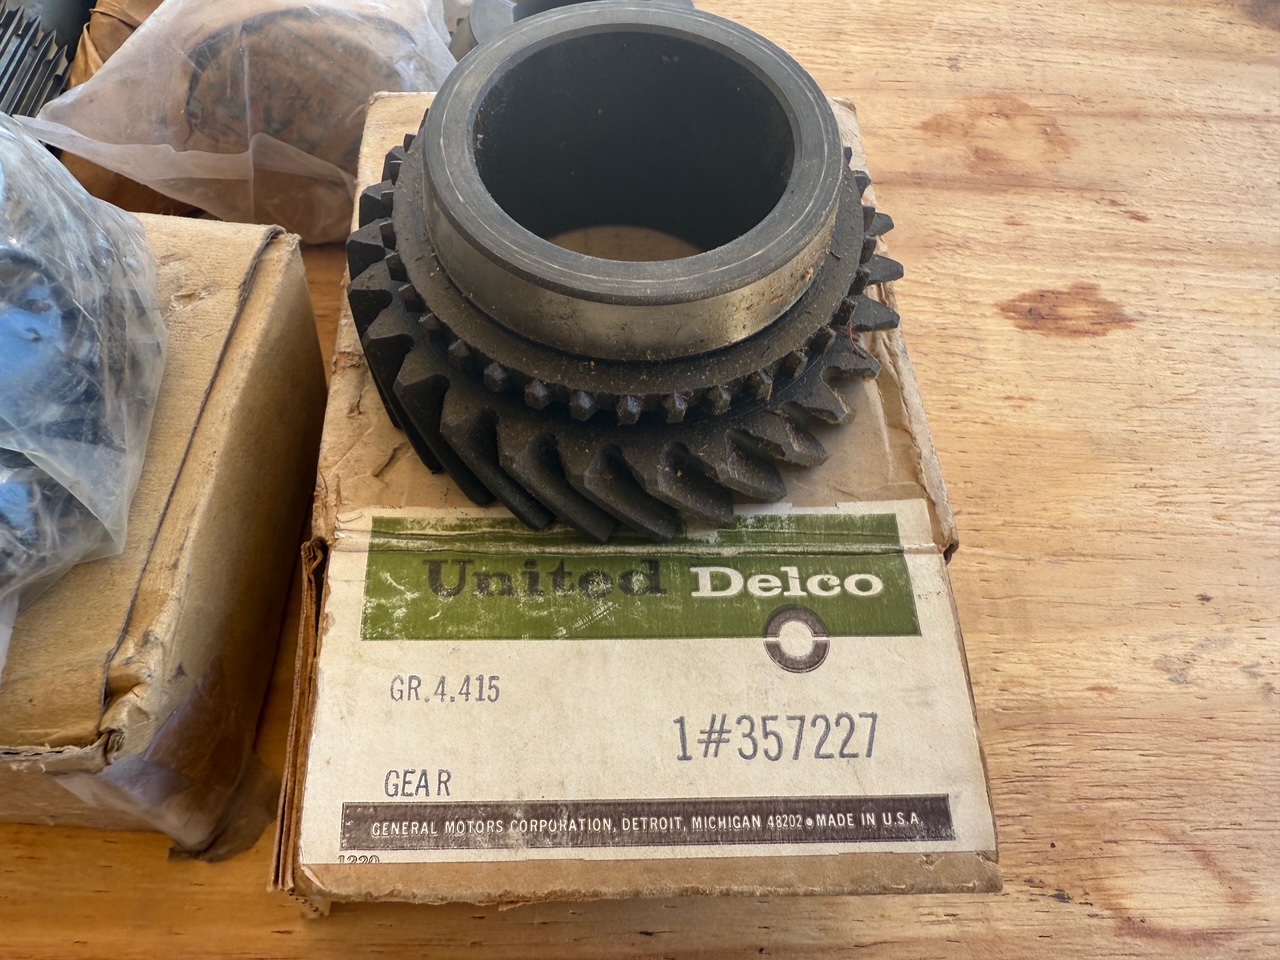 United Delco
GR.4.415
1#357227
GEAR
GENERAL MOTORS CORPORATION, DETROIT, MICHIGAN 48202 • MADE IN U.S.A.